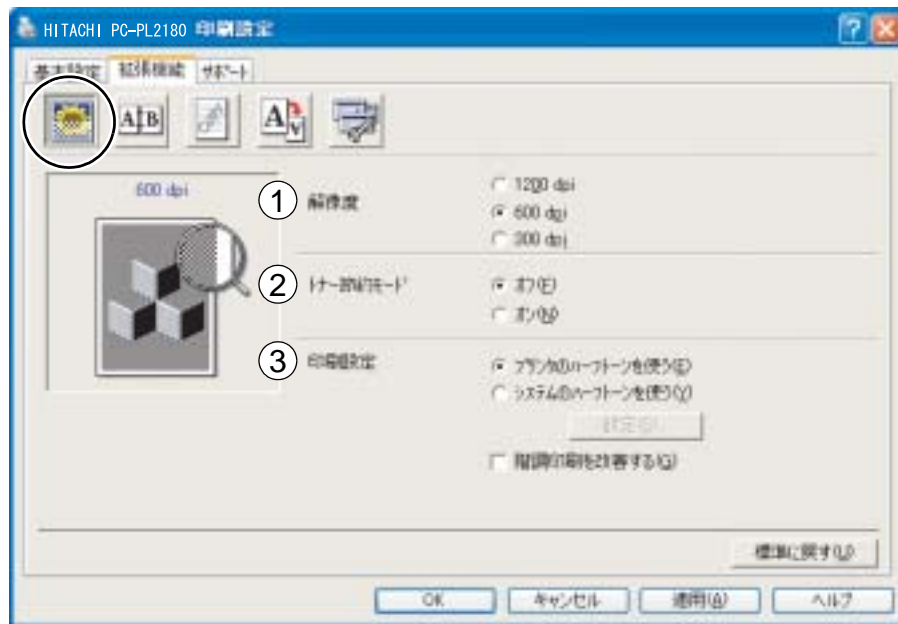 HITACHI PC-PL2180 印刷設定
基本設定 拡張機能 サポート
A B
A
600 dpi
① 解像度
1200 dpi
600 dpi
300 dpi
② トナー節約モード
オフ(E)
オン(N)
③ 印刷設定
プリンタのハーフトーンを使う(E)
システムのハーフトーンを使う(Y)
設定(S)...
階調印刷を改善する(G)
標準に戻す(U)
OK キャンセル 適用(A) ヘルプ